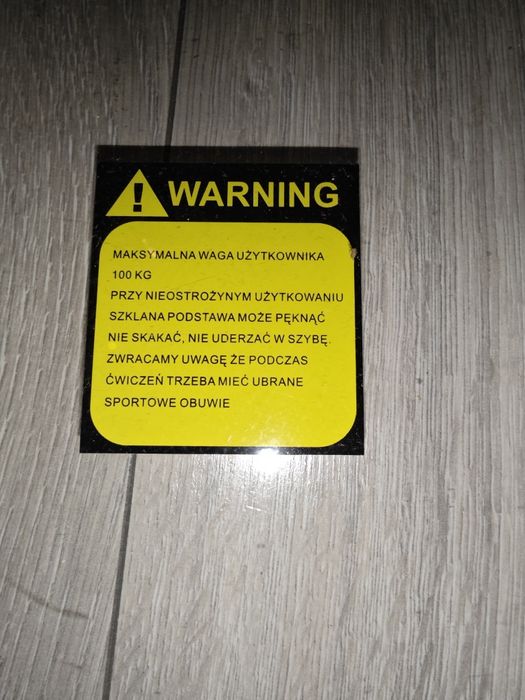 ! WARNING
MAKSYMALNA WAGA UŻYTKOWNIKA
100 KG
PRZY NIEOSTROŻYNYM UŻYTKOWANIU
SZKLANA PODSTAWA MOŻE PĘKNĄĆ
NIE SKAKAĆ, NIE UDERZAĆ W SZYBĘ.
ZWRACAMY UWAGĘ ŻE PODCZAS
ĆWICZEŃ TRZEBA MIEĆ UBRANE
SPORTOWE OBUWIE